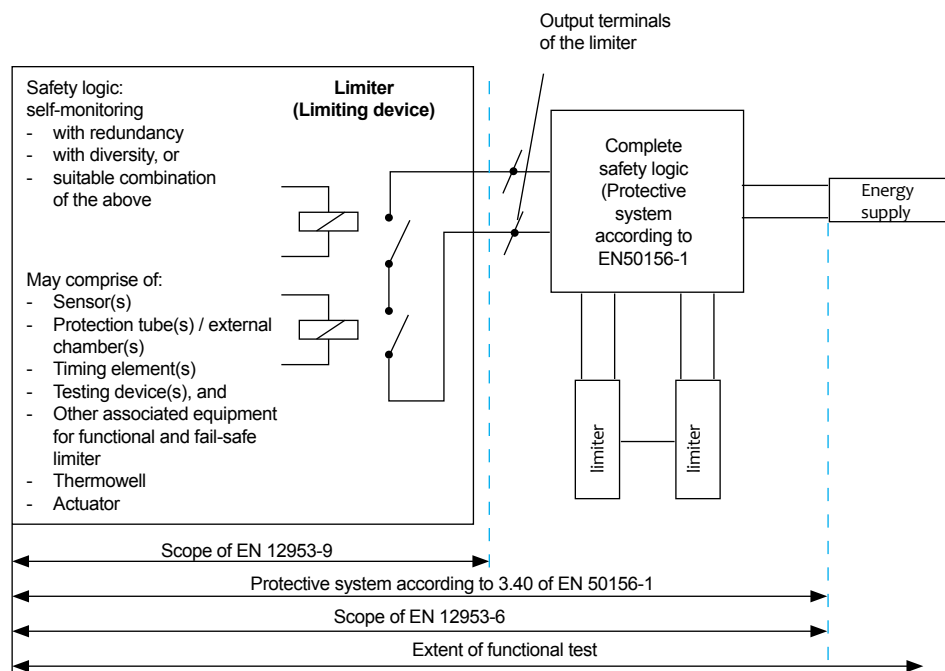 Output terminals
of the limiter
Safety logic:
self-monitoring
- with redundancy
- with diversity, or
- suitable combination
of the above
Limiter
(Limiting device)
May comprise of:
- Sensor(s)
- Protection tube(s) / external
chamber(s)
- Timing element(s)
- Testing device(s), and
- Other associated equipment
for functional and fail-safe
limiter
- Thermowell
- Actuator
Complete
safety logic
(Protective
system
according to
EN50156-1
Energy
supply
limiter
limiter
Scope of EN 12953-9
Protective system according to 3.40 of EN 50156-1
Scope of EN 12953-6
Extent of functional test